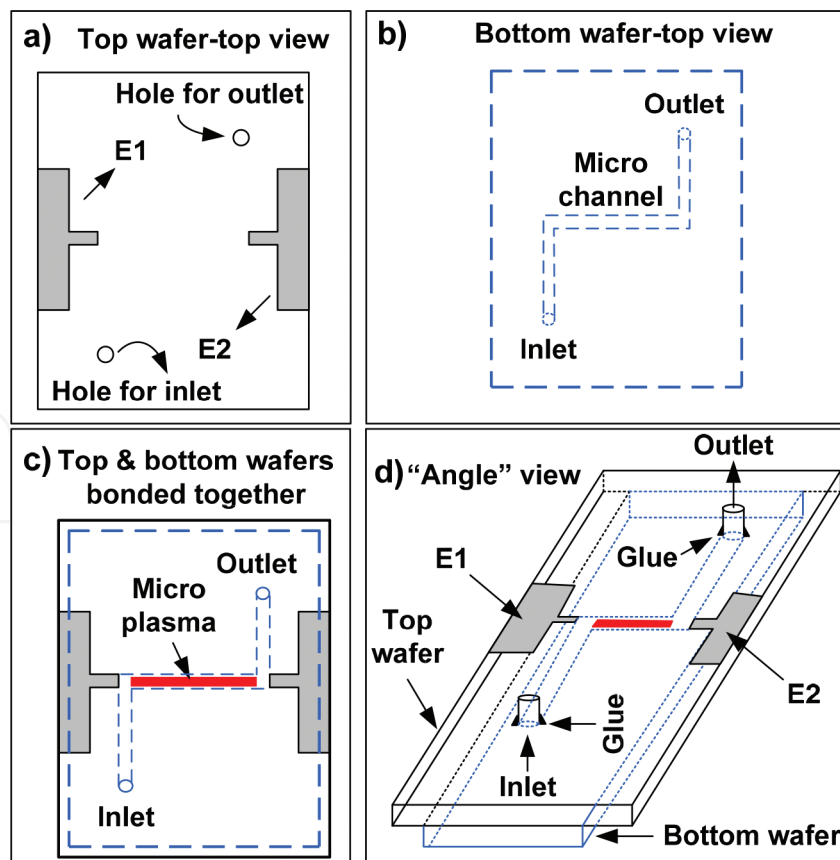 a) Top wafer-top view
Hole for outlet
E1
E2
Hole for inlet
b) Bottom wafer-top view
Outlet
Micro
channel
Inlet
c) Top & bottom wafers
bonded together
Outlet
Micro
plasma
Inlet
d) “Angle” view
Outlet
Glue
E1
Top
wafer
E2
Glue
Inlet
Bottom wafer